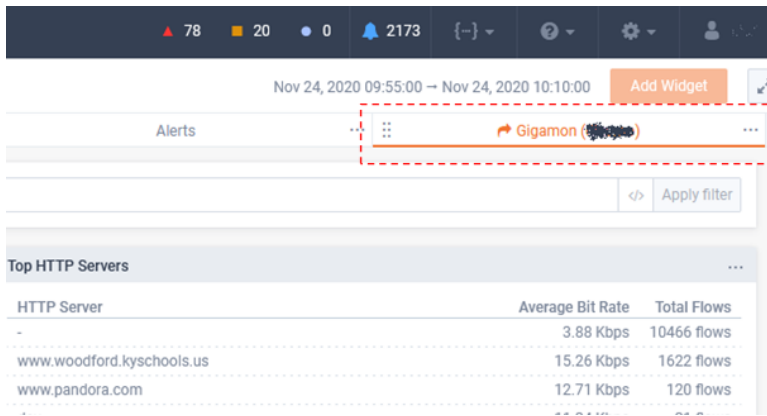 78 20 0 2173 {--}
Nov 24, 2020 09:55:00 → Nov 24, 2020 10:10:00 Add Widget
Alerts ... Gigamon ( ) ...
</> Apply filter
Top HTTP Servers ...
HTTP Server Average Bit Rate Total Flows
- 3.88 Kbps 10466 flows
www.woodford.kyschools.us 15.26 Kbps 1622 flows
www.pandora.com 12.71 Kbps 120 flows